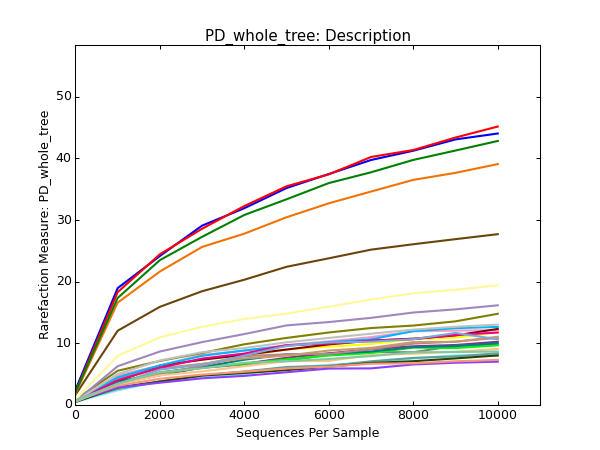 PD_whole_tree: Description
Rarefaction Measure: PD_whole_tree
50
40
30
20
10
0
0 2000 4000 6000 8000 10000
Sequences Per Sample